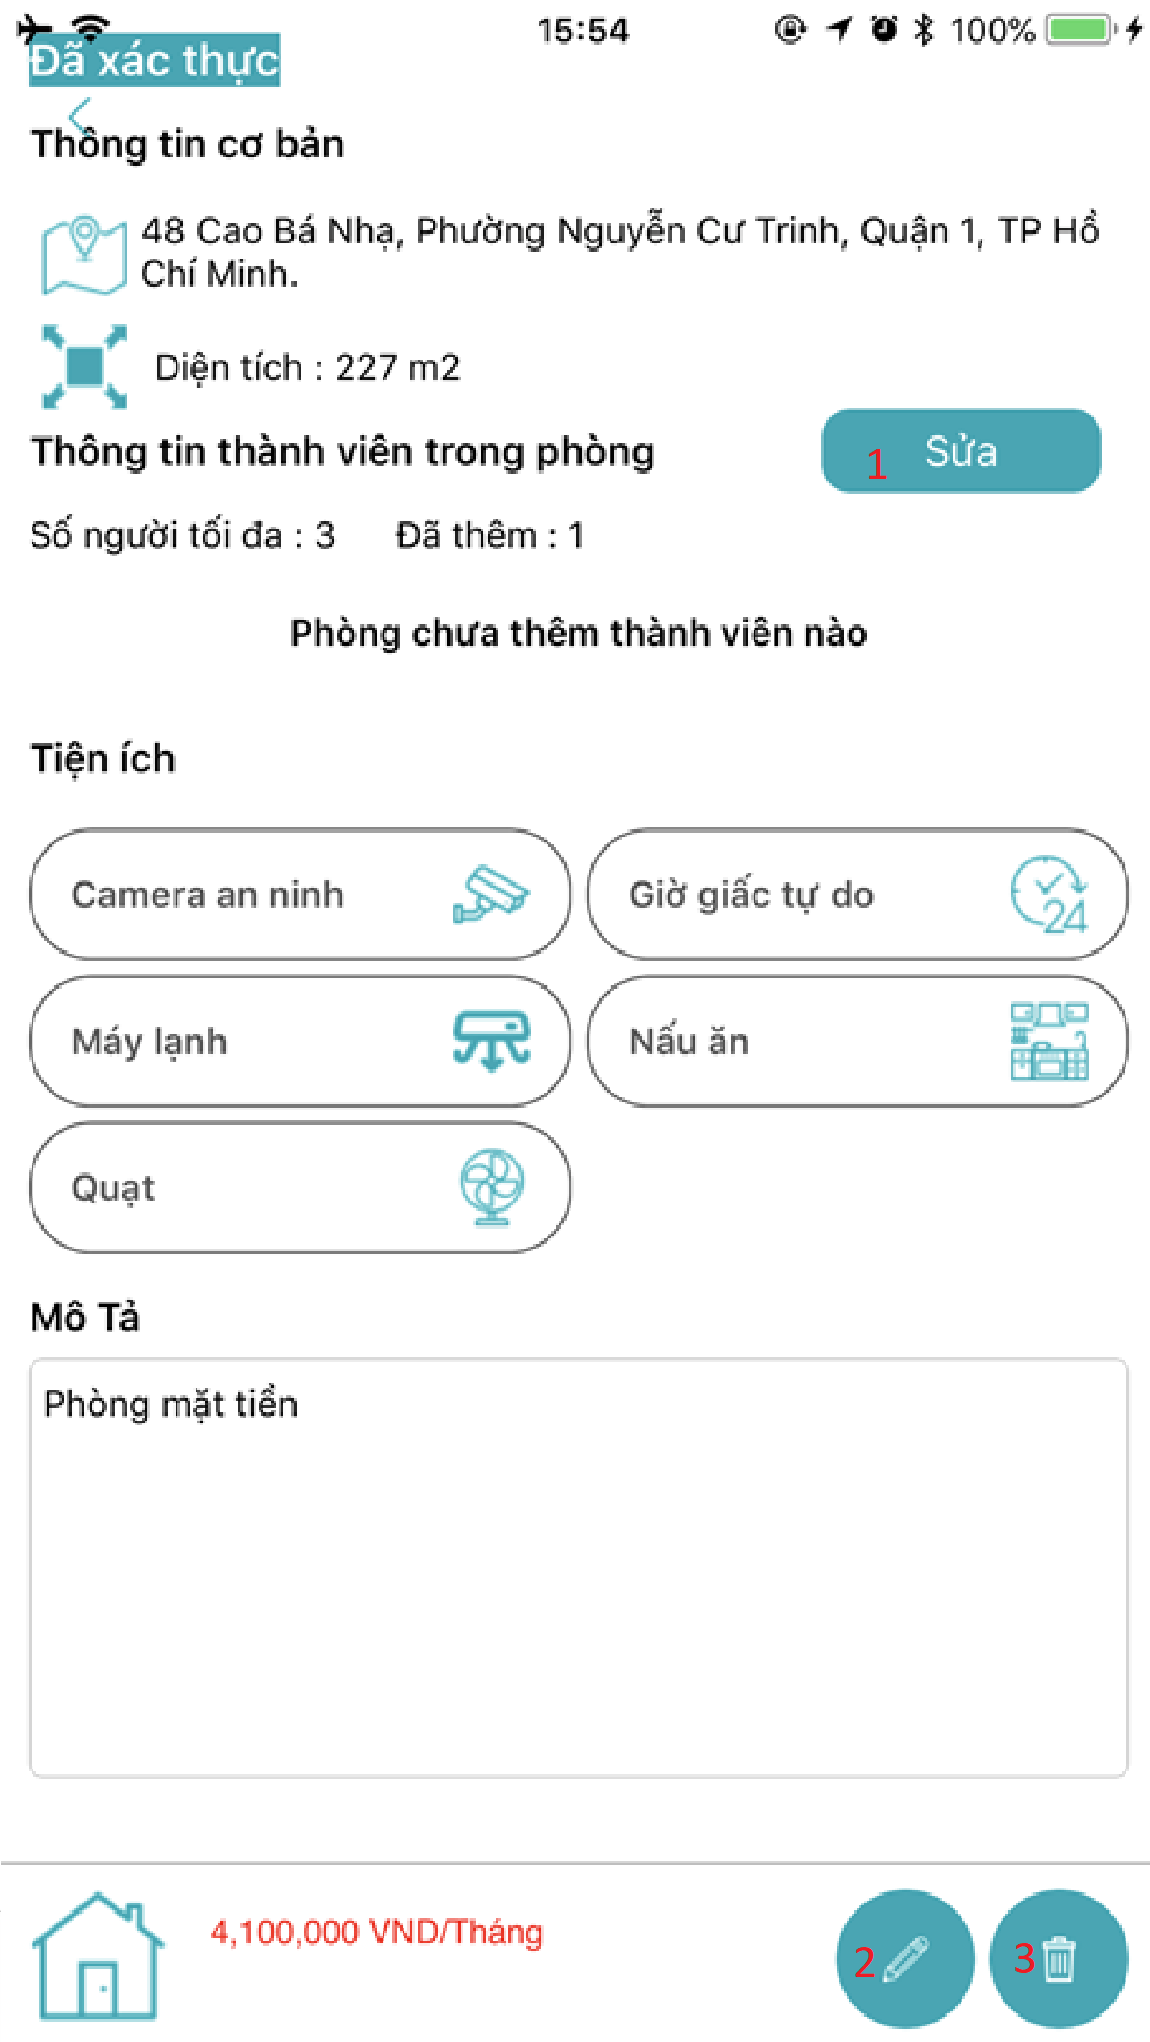 15:54
100%
Đã xác thực
Thông tin cơ bản
48 Cao Bá Nhạ, Phường Nguyễn Cư Trinh, Quận 1, TP Hồ
Chí Minh.
Diện tích : 227 m2
Thông tin thành viên trong phòng
1 Sửa
Số người tối đa : 3 Đã thêm : 1
Phòng chưa thêm thành viên nào
Tiện ích
Camera an ninh
Giờ giấc tự do
24
Máy lạnh
Nấu ăn
Quạt
Mô Tả
Phòng mặt tiền
4,100,000 VND/Tháng
2
3